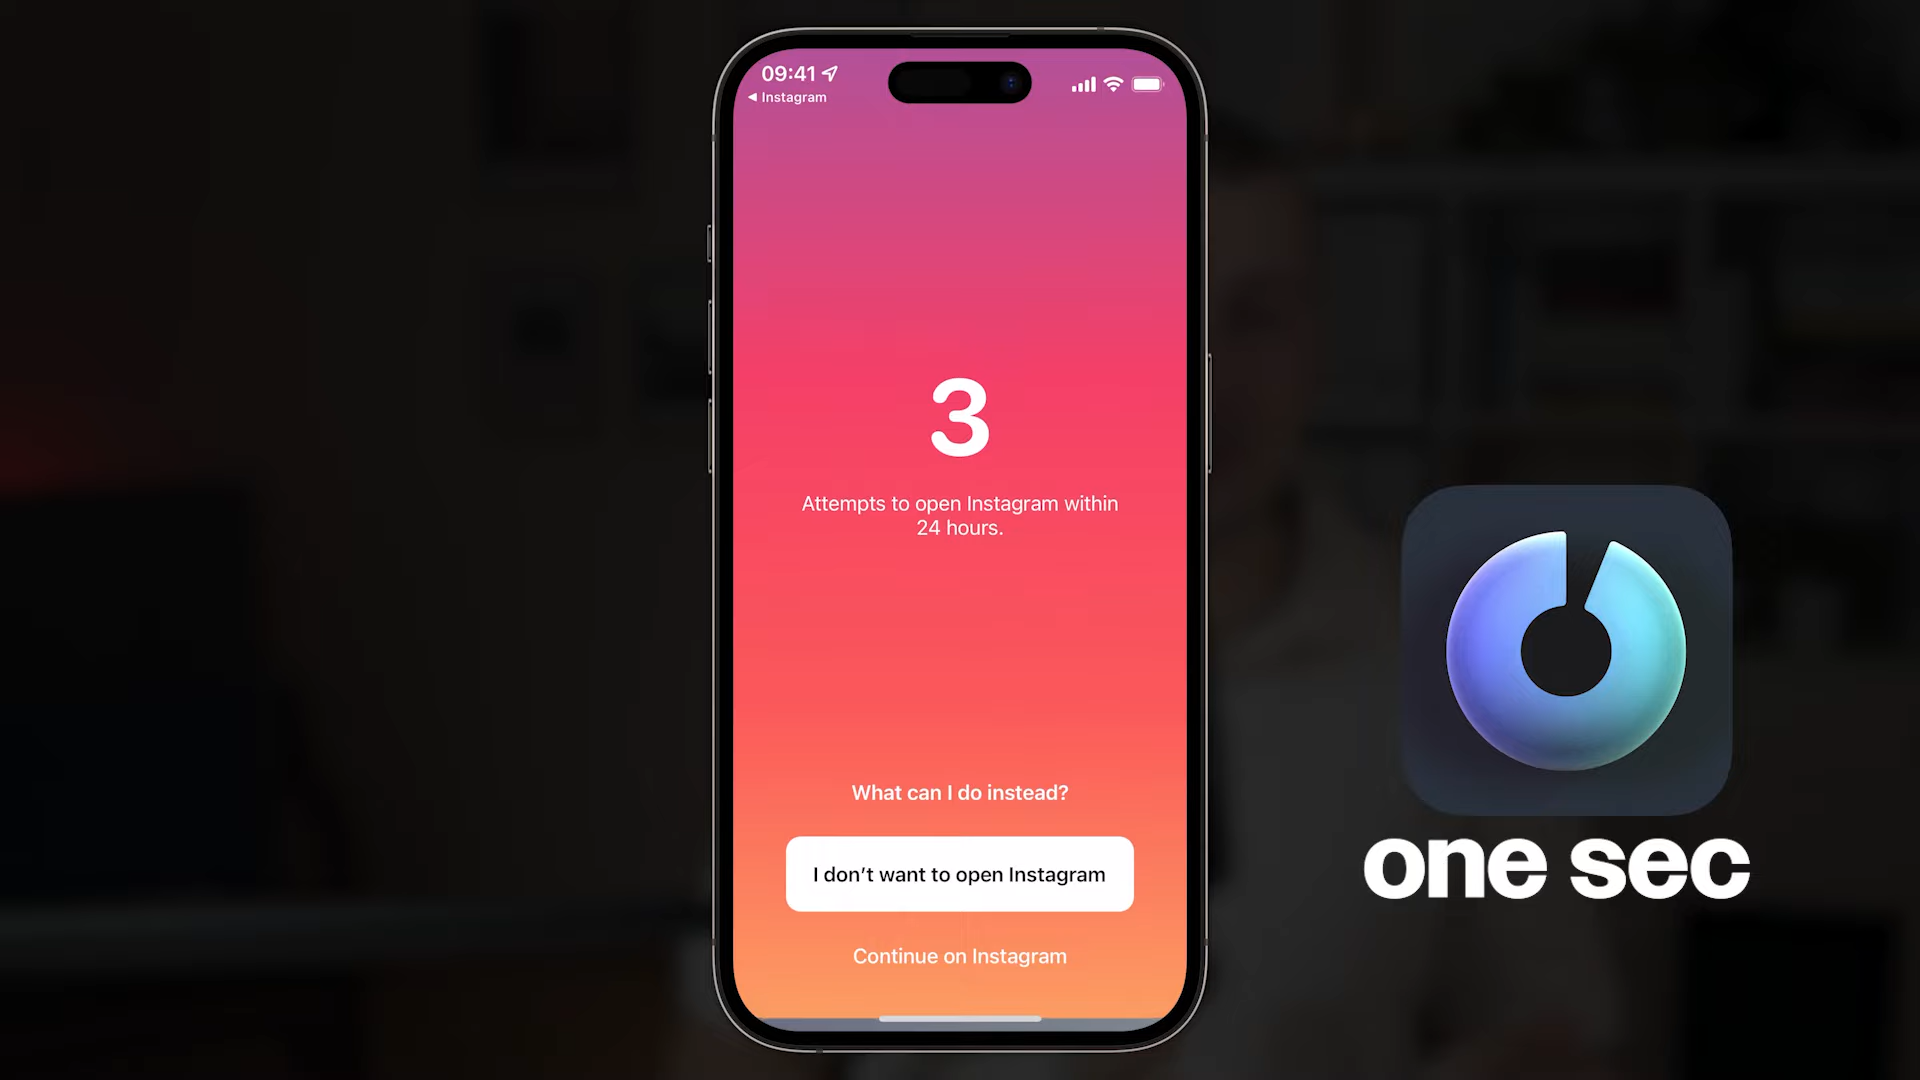 09:41
◀ Instagram
3
Attempts to open Instagram within
24 hours.
What can I do instead?
I don’t want to open Instagram
Continue on Instagram
one sec